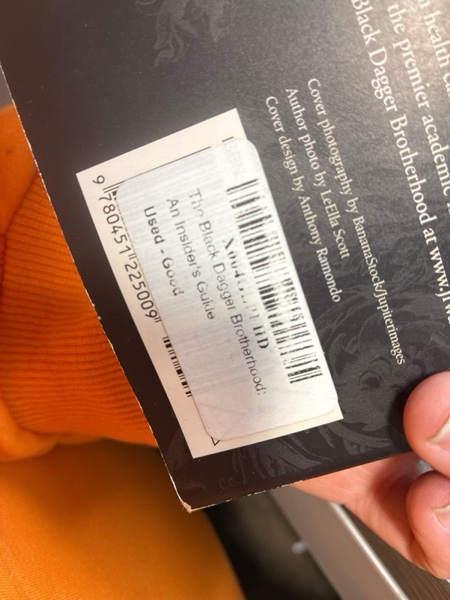 health
the premier academic
Black Dagger Brotherhood at www.
Cover photography by BananaStock/Jupiterimages
Author photo by LeElla Scott
Cover design by Anthony Ramondo
The Black Dagger Brotherhood:
An Insider's Guide
Used - Good
9 780451 225009